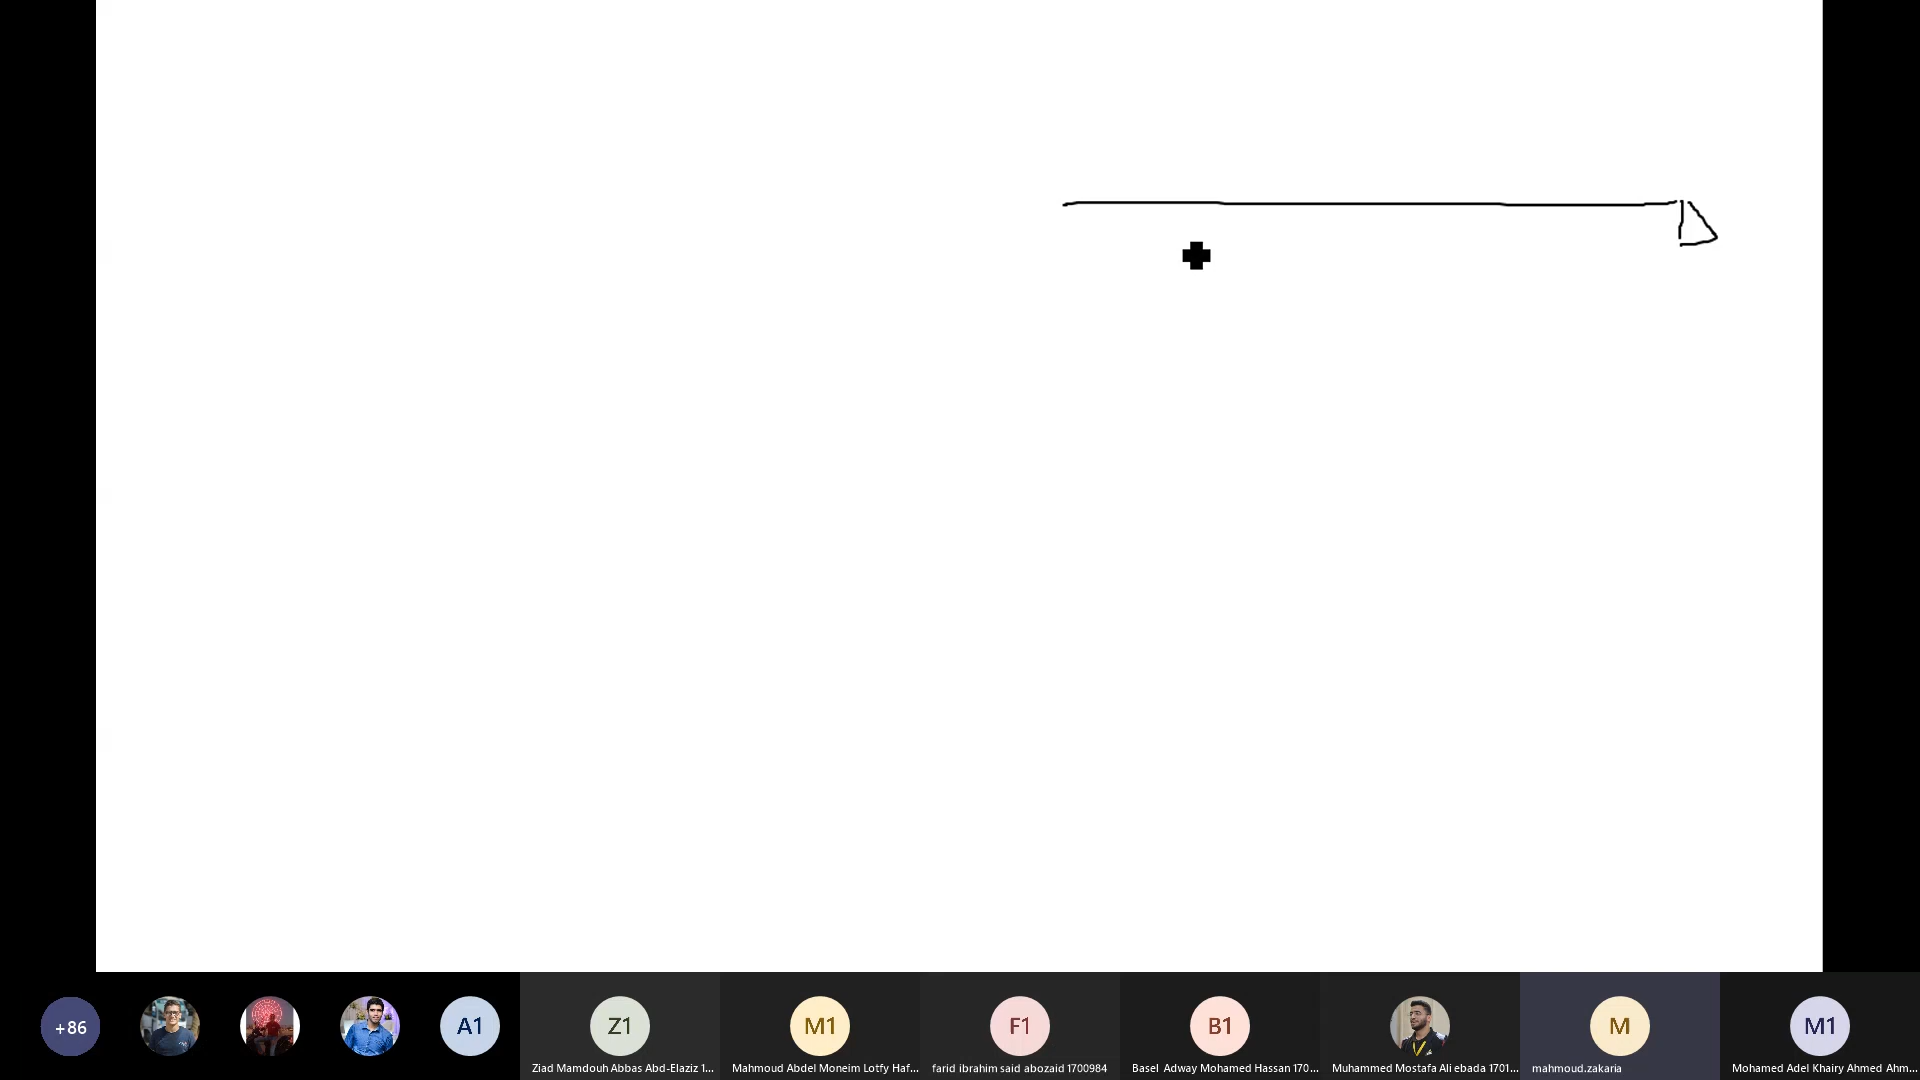 +86
A1
Z1
M1
F1
B1
M
M1
Ziad Mamdouh Abbas Abd-Elaziz 1...
Mahmoud Abdel Moneim Lotfy Haf...
farid ibrahim said abozaid 1700984
Basel Adway Mohamed Hassan 170...
Muhammed Mostafa Ali ebada 1701...
mahmoud.zakaria
Mohamed Adel Khairy Ahmed Ahm...